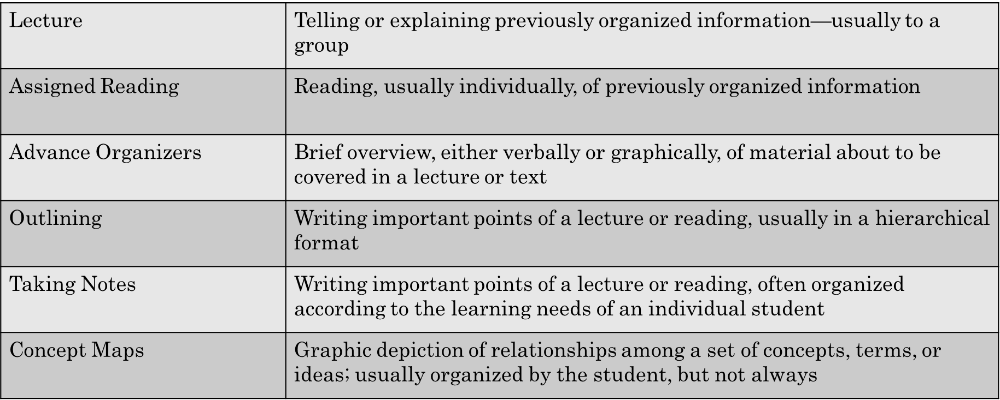 Lecture
Telling or explaining previously organized information—usually to a
group
Assigned Reading
Reading, usually individually, of previously organized information
Advance Organizers
Brief overview, either verbally or graphically, of material about to be
covered in a lecture or text
Outlining
Writing important points of a lecture or reading, usually in a hierarchical
format
Taking Notes
Writing important points of a lecture or reading, often organized
according to the learning needs of an individual student
Concept Maps
Graphic depiction of relationships among a set of concepts, terms, or
ideas; usually organized by the student, but not always